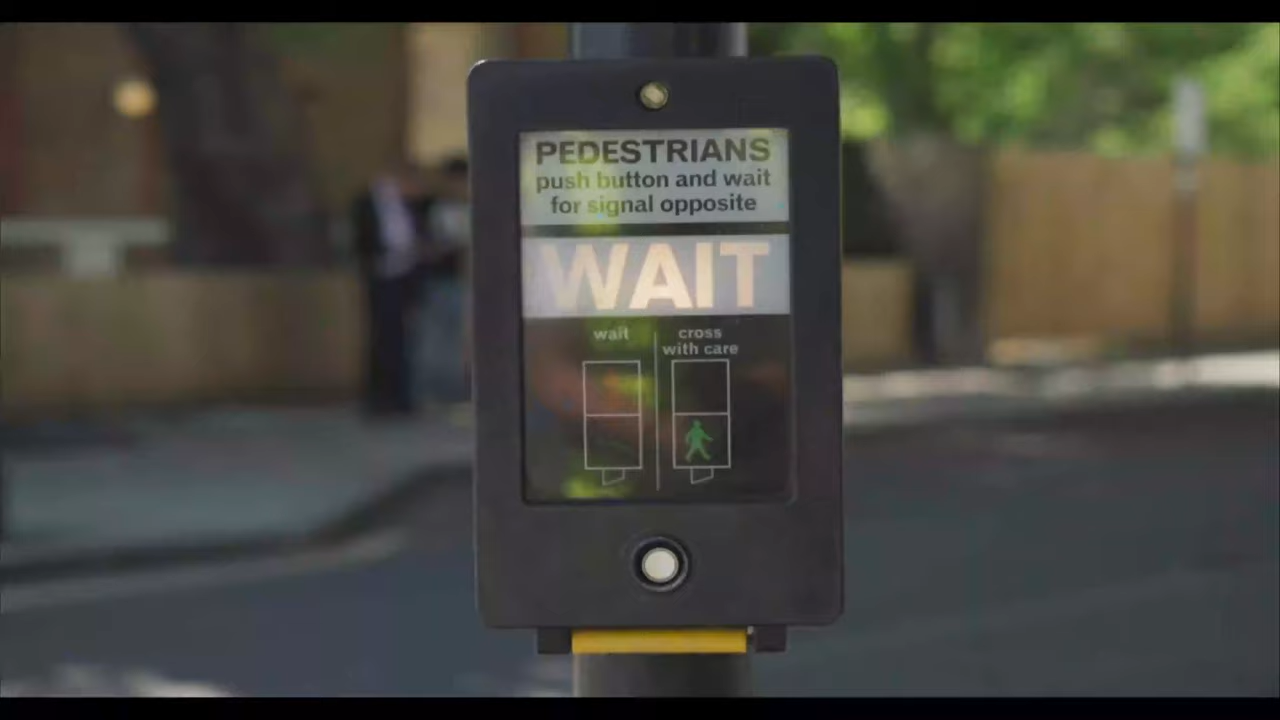 PEDESTRIANS
push button and wait
for signal opposite
WAIT
wait
cross
with care